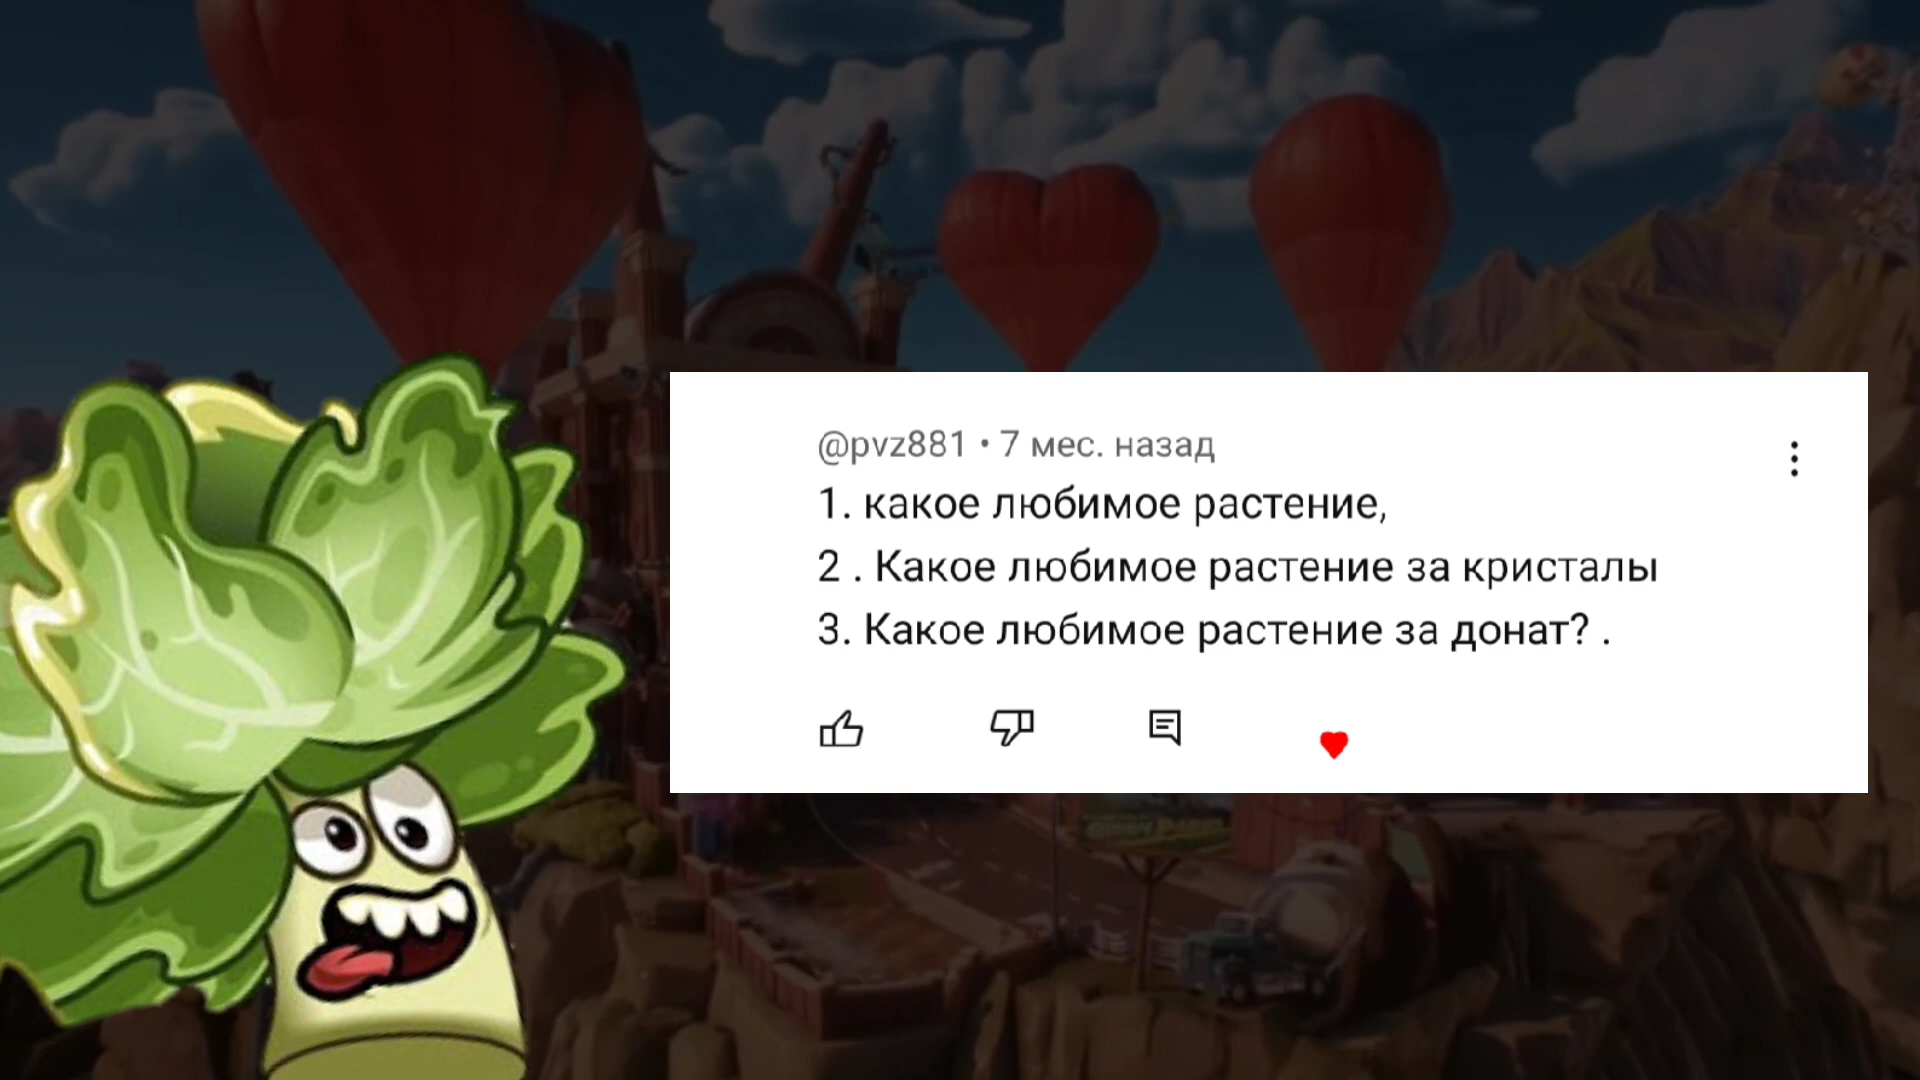 @pvz881 • 7 мес. назад
1. какое любимое растение,
2 . Какое любимое растение за кристалы
3. Какое любимое растение за донат? .